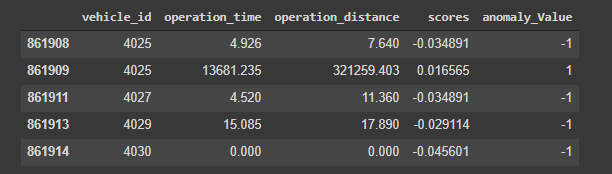 vehicle_id operation_time operation_distance scores anomaly_Value
861908 4025 4.926 7.640 -0.034891 -1
861909 4025 13681.235 321259.403 0.016565 1
861911 4027 4.520 11.360 -0.034891 -1
861913 4029 15.085 17.890 -0.029114 -1
861914 4030 0.000 0.000 -0.045601 -1